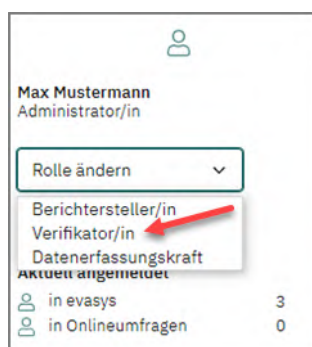 Max Mustermann
Administrator/in
Rolle ändern
Berichtersteller/in
Verifikator/in
Datenerfassungskraft
Aktuell angemeldet
in evasys 3
in Onlineumfragen 0